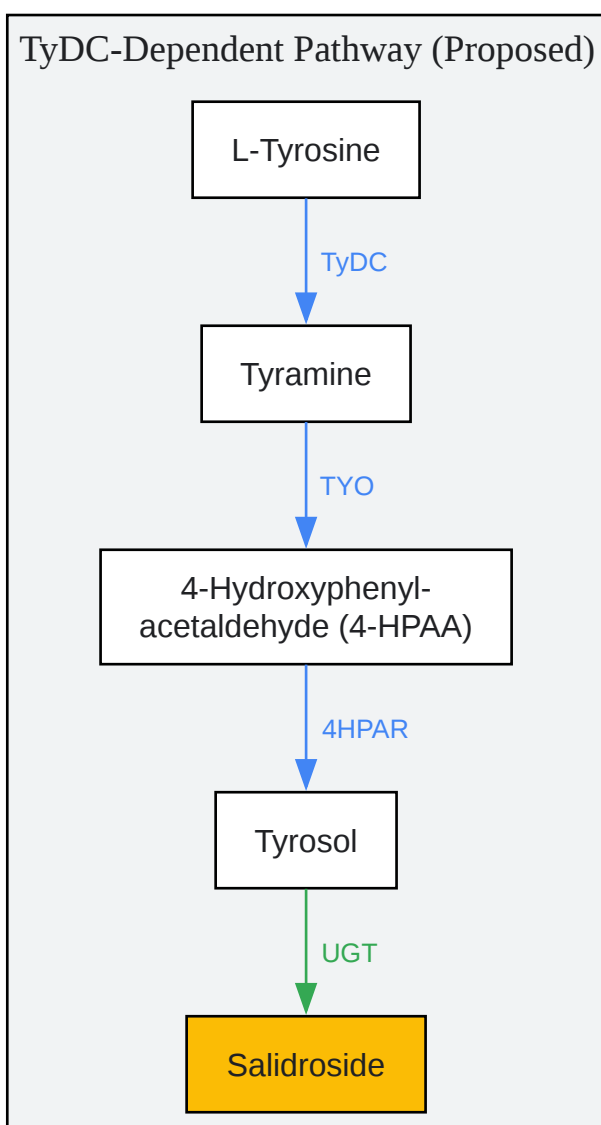 TyDC-Dependent Pathway (Proposed)
L-Tyrosine
TyDC
Tyramine
TYO
4-Hydroxyphenyl-
acetaldehyde (4-HPAA)
4HPAR
Tyrosol
UGT
Salidroside